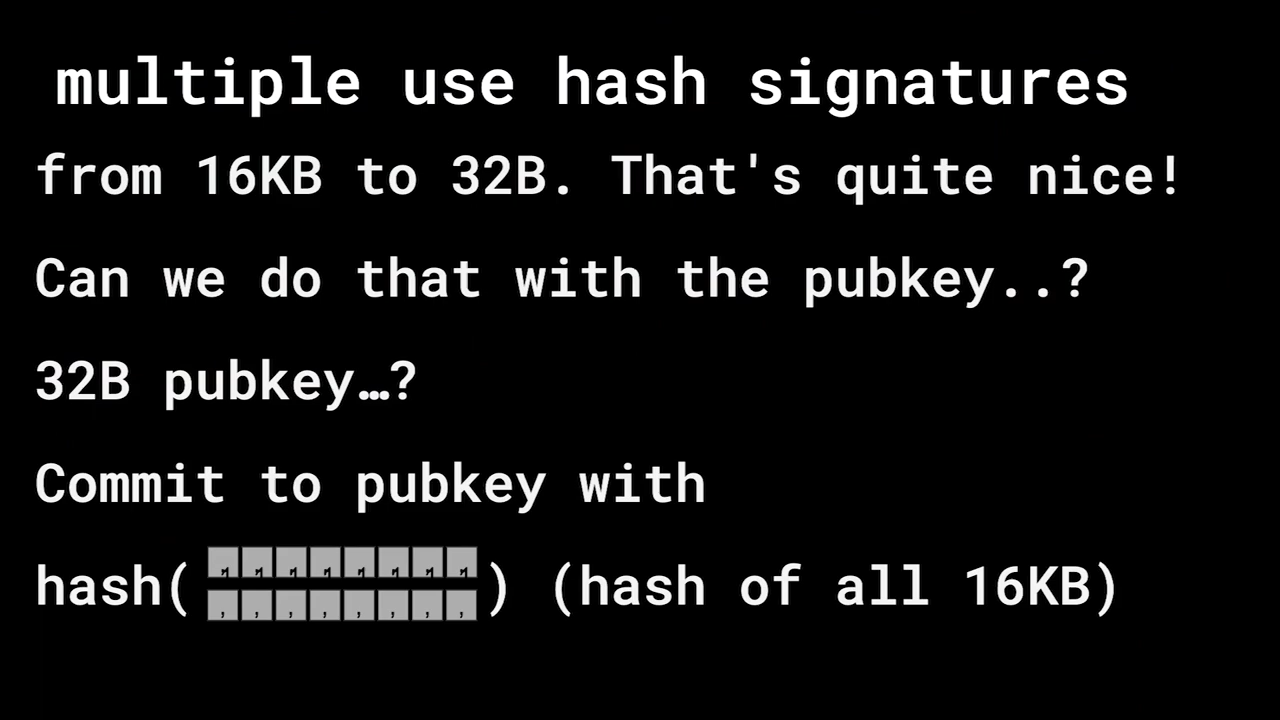 multiple use hash signatures
from 16KB to 32B. That's quite nice!
Can we do that with the pubkey..?
32B pubkey…?
Commit to pubkey with
hash( ) (hash of all 16KB)